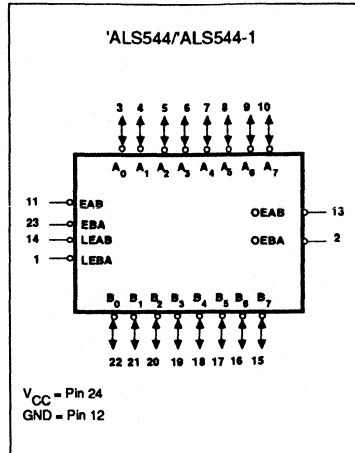 'ALS544/'ALS544-1
3 4 5 6 7 8 9 10
A0 A1 A2 A3 A4 A5 A6 A7
11 EAB
23 EBA
14 LEAB
1 LEBA
OEAB 13
OEBA 2
B0 B1 B2 B3 B4 B5 B6 B7
22 21 20 19 18 17 16 15
VCC = Pin 24
GND = Pin 12